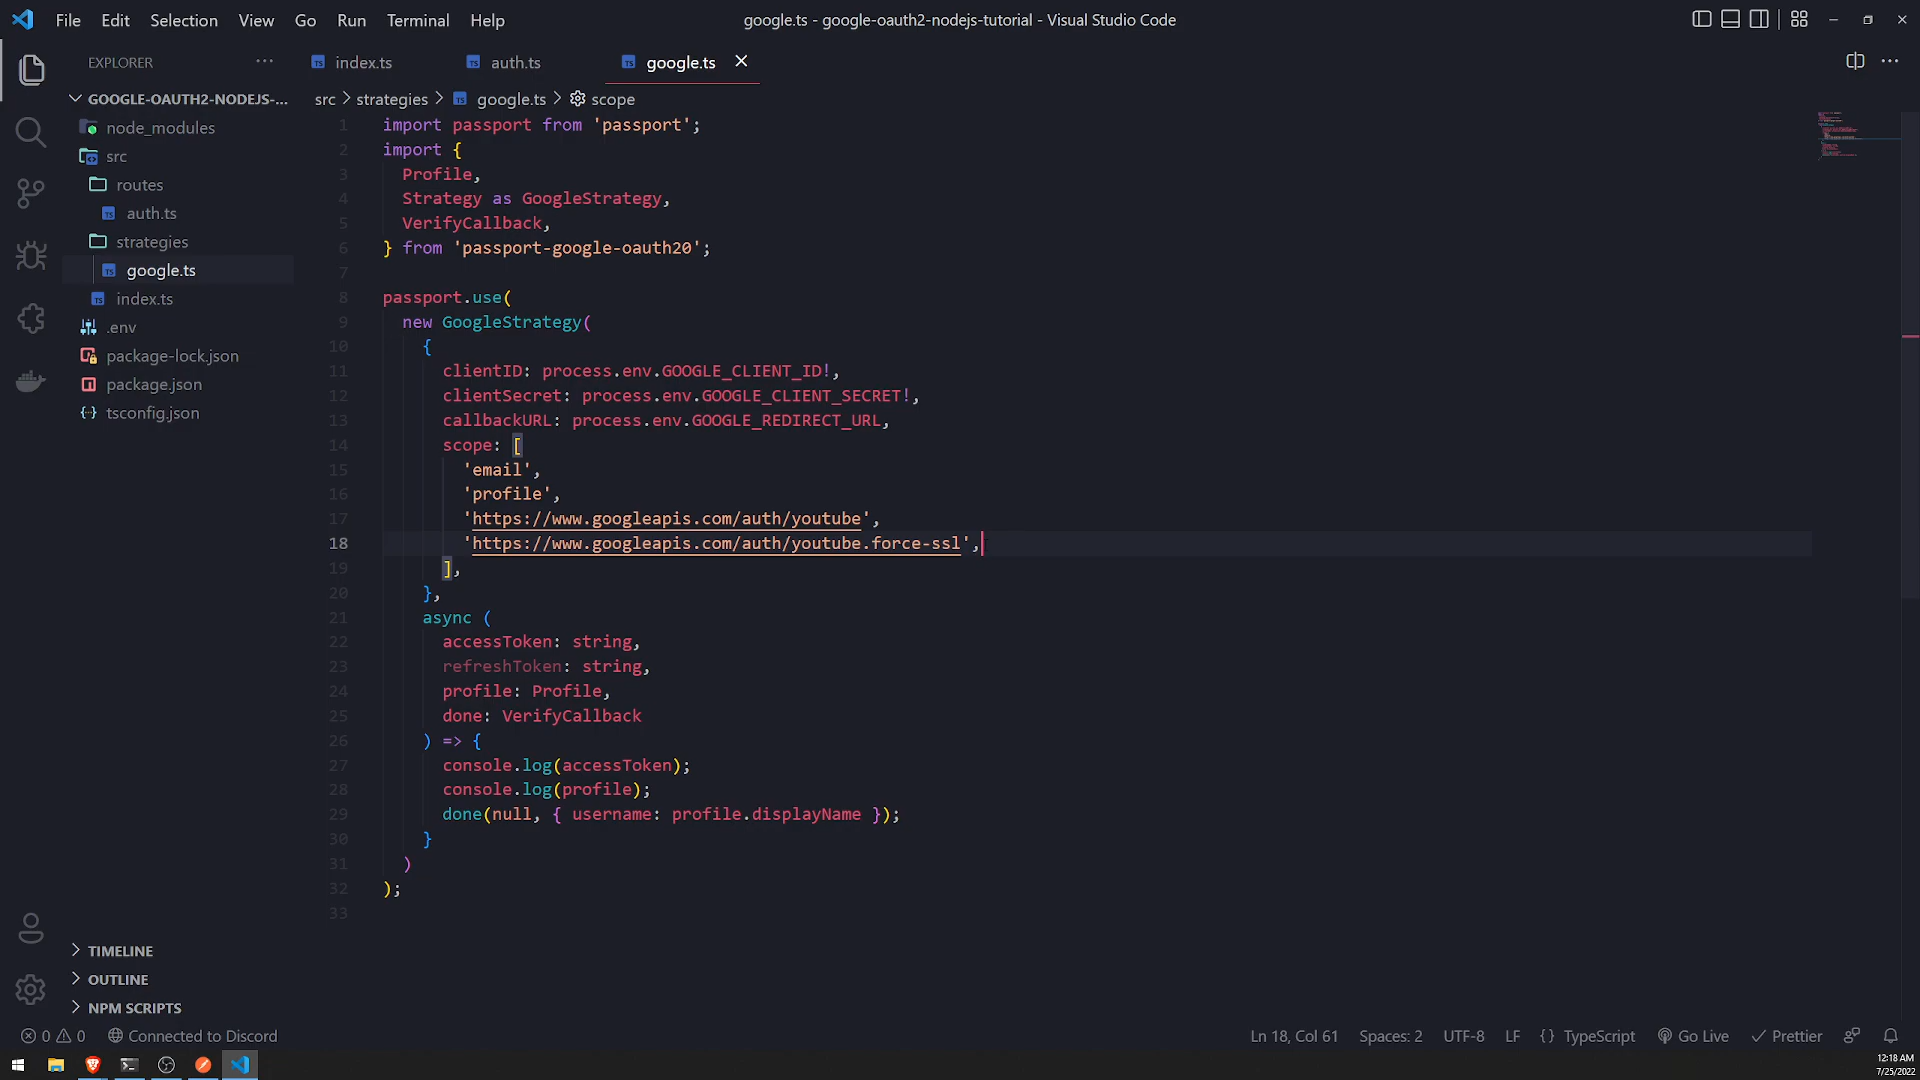 File Edit Selection View Go Run Terminal Help
google.ts - google-oauth2-nodejs-tutorial - Visual Studio Code
EXPLORER
index.ts
auth.ts
google.ts
GOOGLE-OAUTH2-NODEJS-...
node_modules
src
routes
auth.ts
strategies
google.ts
index.ts
.env
package-lock.json
package.json
tsconfig.json
TIMELINE
OUTLINE
NPM SCRIPTS
src > strategies > TS google.ts > scope
1 import passport from 'passport';
2 import {
3 Profile,
4 Strategy as GoogleStrategy,
5 VerifyCallback,
6 } from 'passport-google-oauth20';
7
8 passport.use(
9 new GoogleStrategy(
10 {
11 clientID: process.env.GOOGLE_CLIENT_ID!,
12 clientSecret: process.env.GOOGLE_CLIENT_SECRET!,
13 callbackURL: process.env.GOOGLE_REDIRECT_URL,
14 scope: [
15 'email',
16 'profile',
17 'https://www.googleapis.com/auth/youtube',
18 'https://www.googleapis.com/auth/youtube.force-ssl',
19 ],
20 },
21 async (
22 accessToken: string,
23 refreshToken: string,
24 profile: Profile,
25 done: VerifyCallback
26 ) => {
27 console.log(accessToken);
28 console.log(profile);
29 done(null, { username: profile.displayName });
30 }
31 )
32 );
33
0 0 Connected to Discord
Ln 18, Col 61 Spaces: 2 UTF-8 LF {} TypeScript Go Live Prettier
12:18 AM
7/25/2022